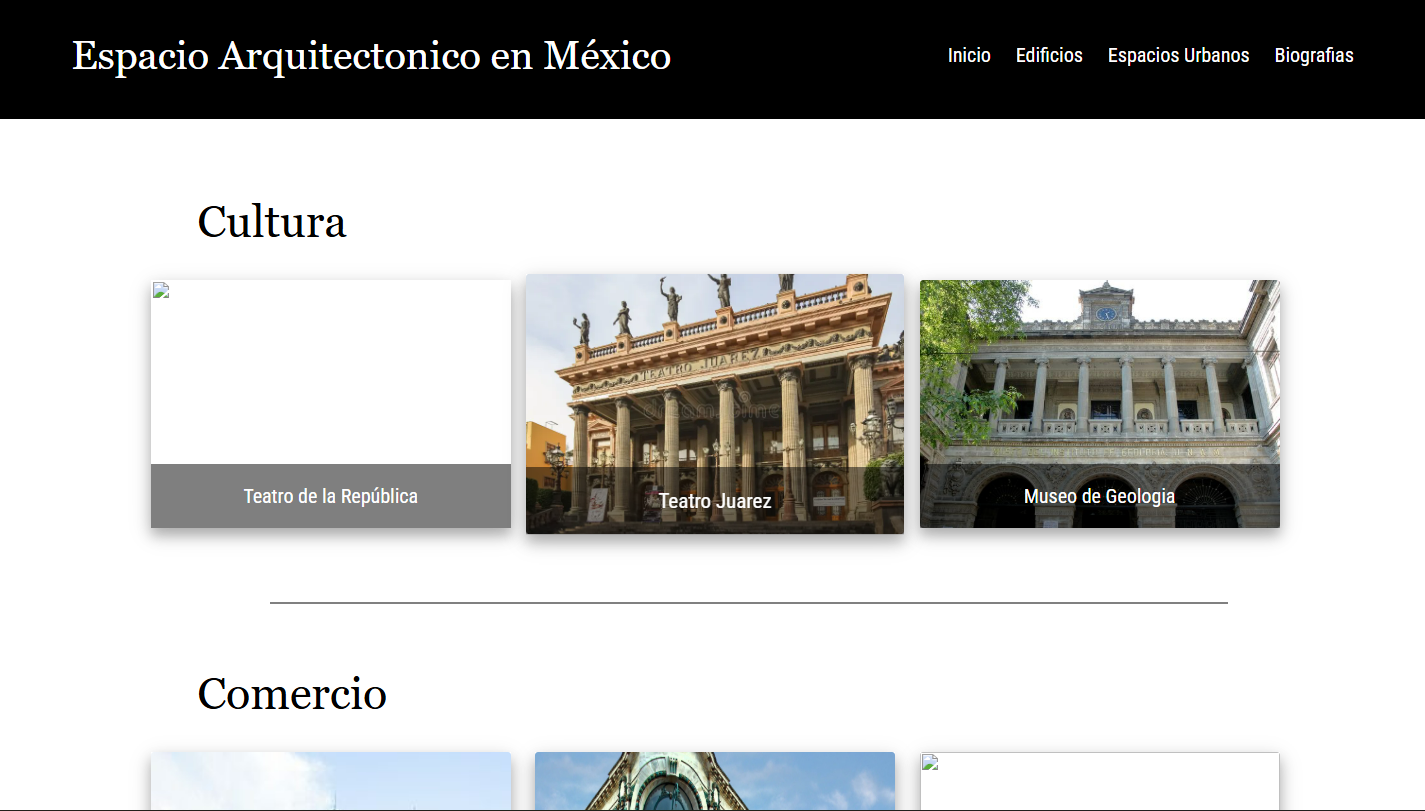 Espacio Arquitectonico en México
Inicio Edificios Espacios Urbanos Biografias
Cultura
TEATRO JUAREZ
dreamstime
Teatro de la República
Teatro Juarez
Museo de Geologia
Comercio